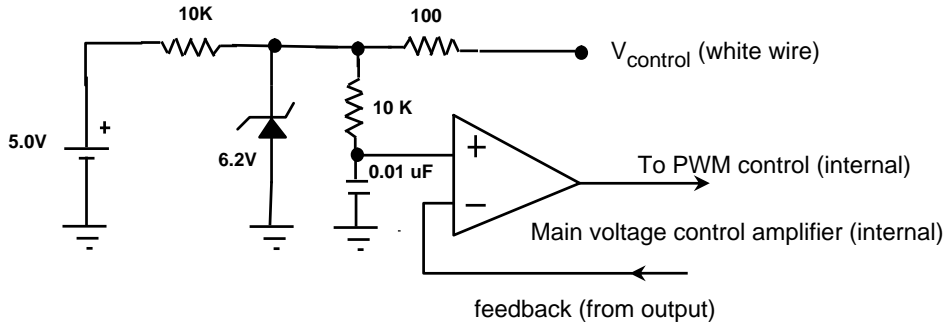 10K
100
Vcontrol (white wire)
10 K
5.0V
+
6.2V
0.01 uF
+
−
To PWM control (internal)
Main voltage control amplifier (internal)
feedback (from output)